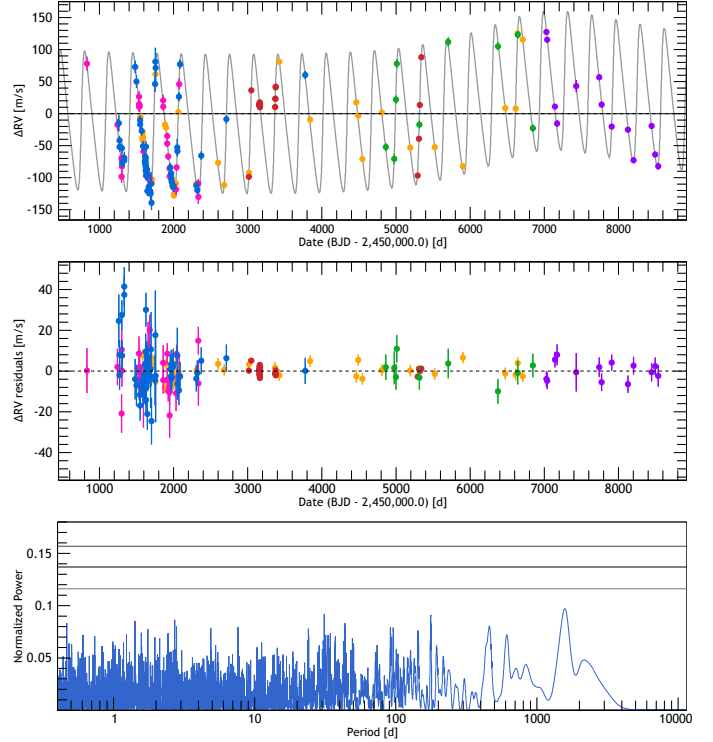 ΔRV [m/s]
150
100
50
0
-50
-100
-150
1000 2000 3000 4000 5000 6000 7000 8000
Date (BJD - 2,450,000.0) [d]
ΔRV residuals [m/s]
40
20
0
-20
-40
1000 2000 3000 4000 5000 6000 7000 8000
Date (BJD - 2,450,000.0) [d]
Normalized Power
0.15
0.1
0.05
1 10 100 1000 10000
Period [d]